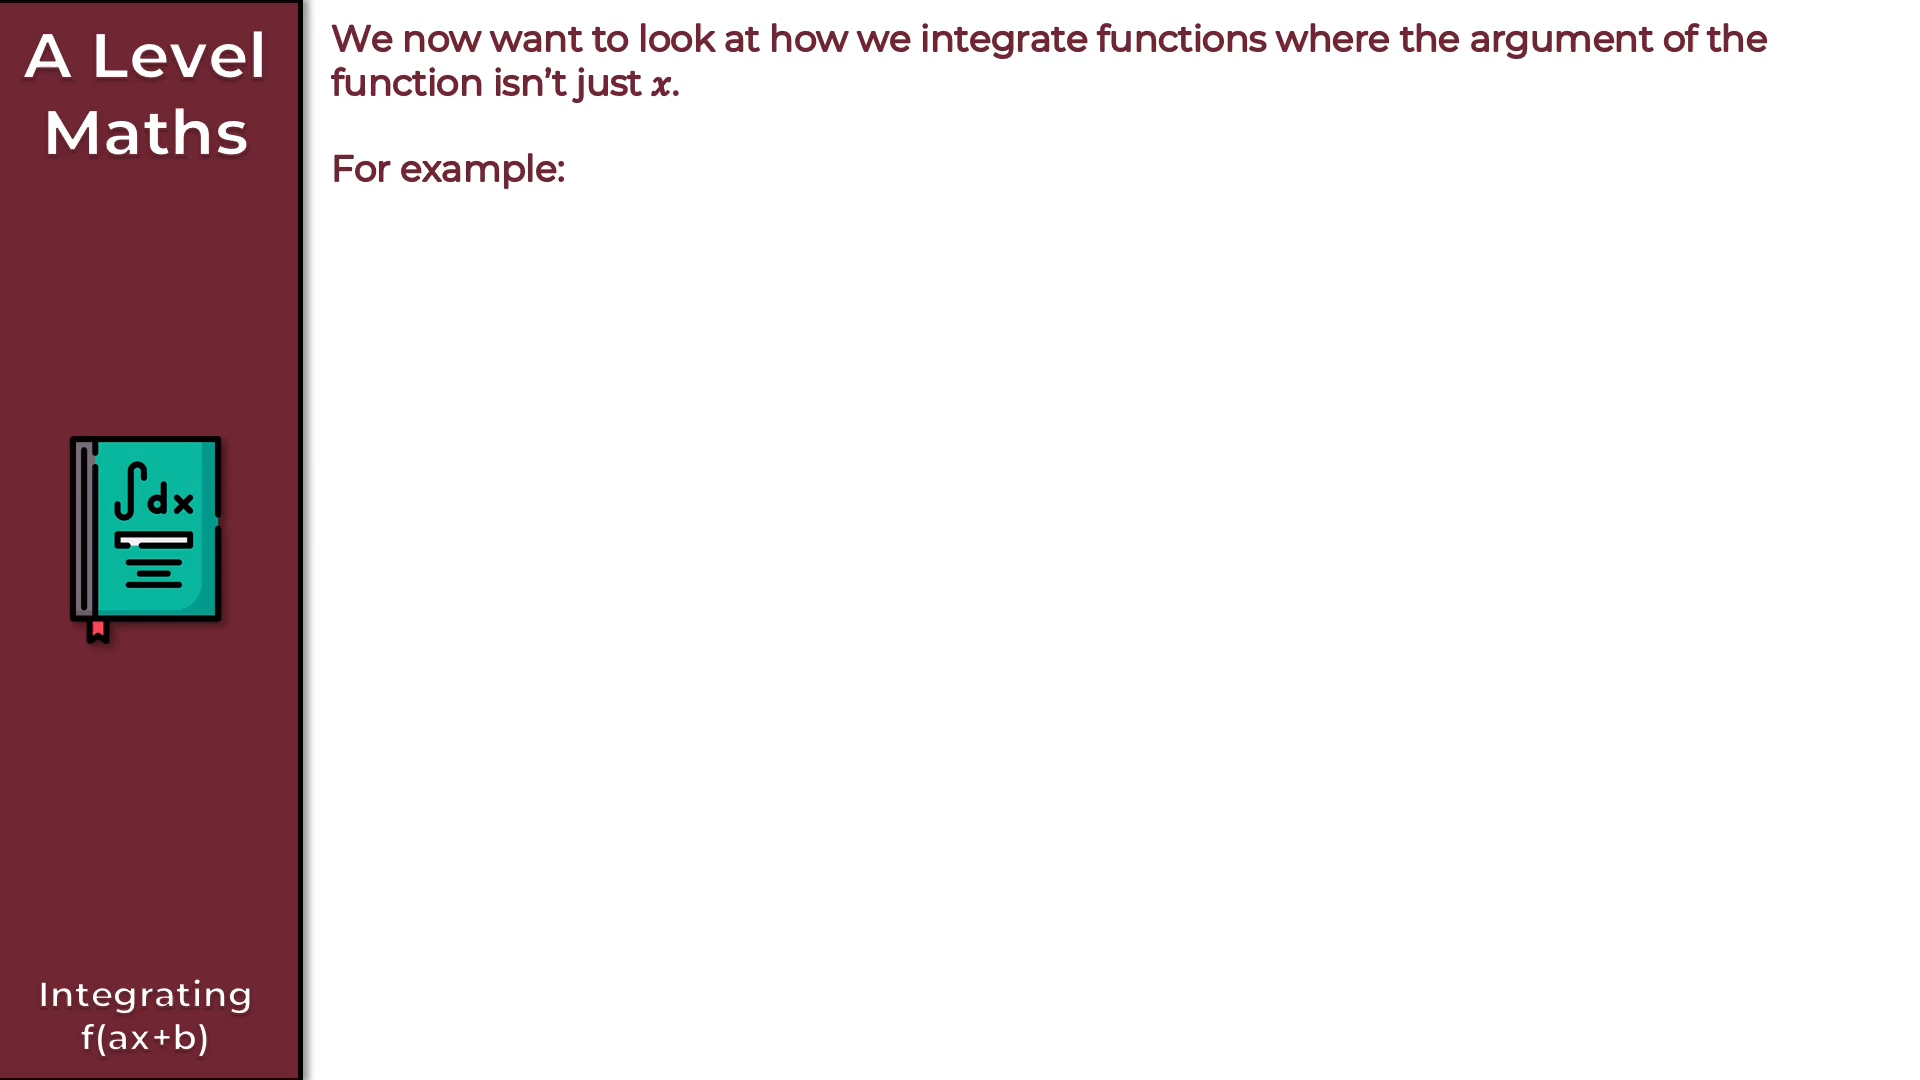 A Level
Maths
We now want to look at how we integrate functions where the argument of the
function isn’t just x.
For example:
∫dx
Integrating
f(ax+b)